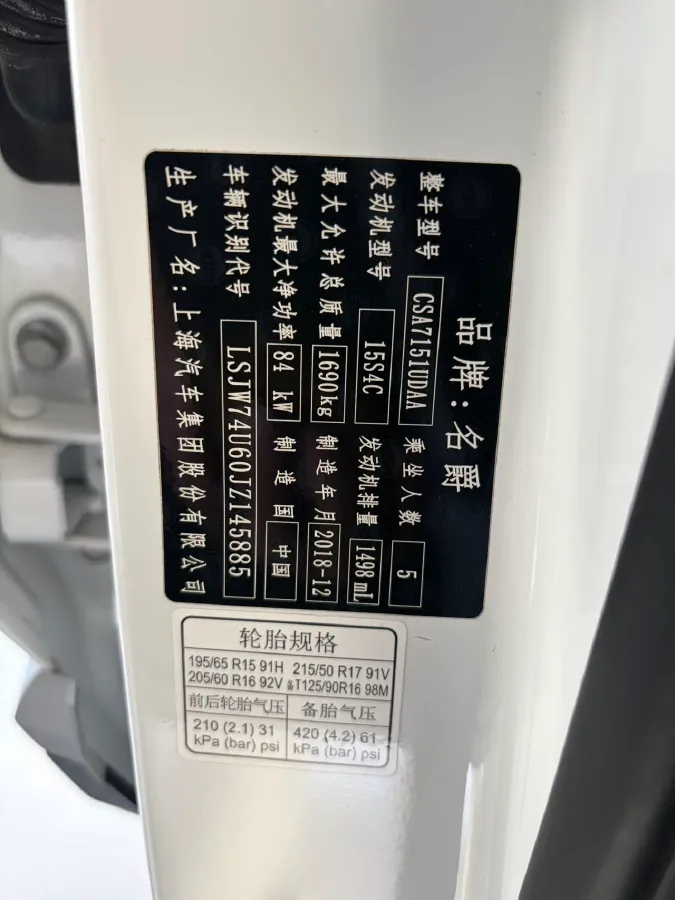 品牌：名爵
整车型号 CSA7151UDAA 乘坐人数 5
发动机型号 15S4C 发动机排量 1498 mL
最大允许总质量 1690kg 制造年月 2018-12
发动机最大净功率 84 kW 制造国 中国
车辆识别代号 LSJW74U60JZ145885
生产厂名：上海汽车集团股份有限公司
轮胎规格
195/65 R15 91H 215/50 R17 91V
205/60 R16 92V 备T125/90R16 98M
前后轮胎气压 备胎气压
210 (2.1) 31 420 (4.2) 61
kPa (bar) psi kPa (bar) psi